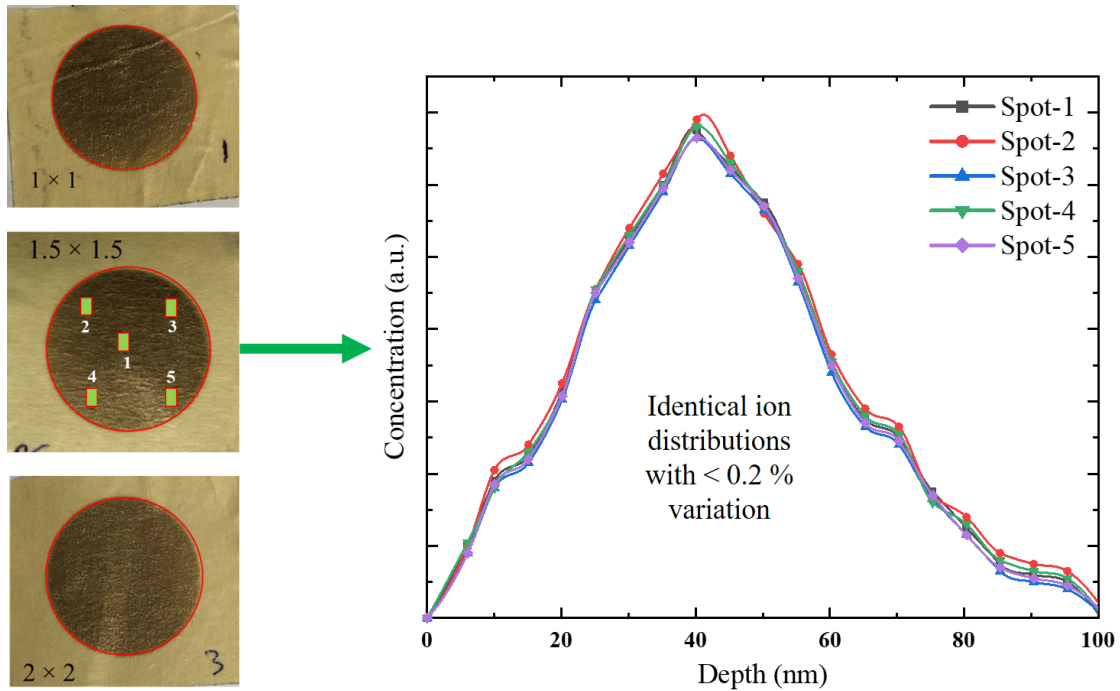 1
1 × 1
1.5 × 1.5
2
3
1
4
5
2 × 2
3
Concentration (a.u.)
Spot-1
Spot-2
Spot-3
Spot-4
Spot-5
Identical ion
distributions
with < 0.2 %
variation
0
20
40
60
80
100
Depth (nm)